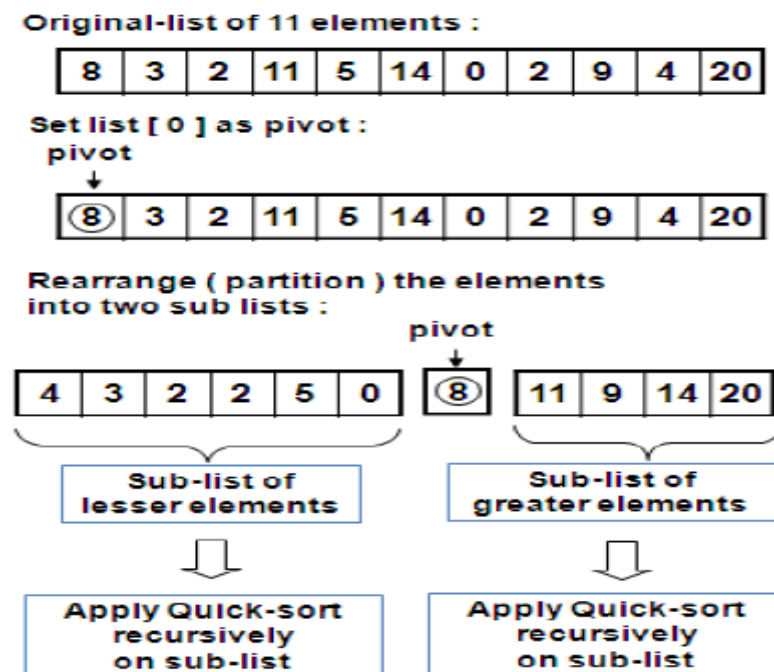 Original-list of 11 elements :
8 3 2 11 5 14 0 2 9 4 20
Set list [ 0 ] as pivot :
pivot
8 3 2 11 5 14 0 2 9 4 20
Rearrange ( partition ) the elements
into two sub lists :
pivot
4 3 2 2 5 0 8 11 9 14 20
Sub-list of
lesser elements
Sub-list of
greater elements
Apply Quick-sort
recursively
on sub-list
Apply Quick-sort
recursively
on sub-list